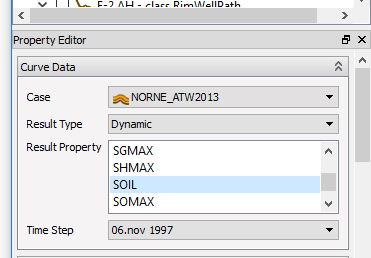 F-2 AH - class RimWellPath
Property Editor
Curve Data
Case NORNE_ATW2013
Result Type Dynamic
Result Property SGMAX
SHMAX
SOIL
SOMAX
Time Step 06.nov 1997